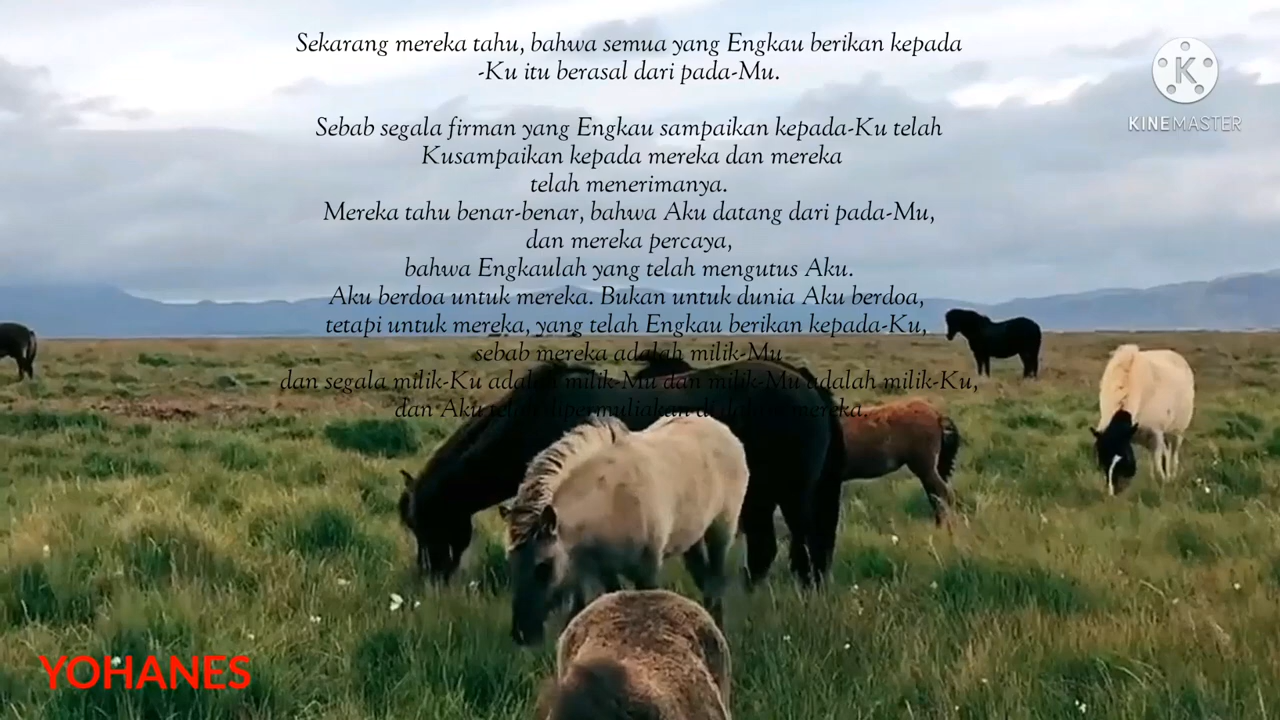 Sekarang mereka tahu, bahwa semua yang Engkau berikan kepada
-Ku itu berasal dari pada-Mu.
Sebab segala firman yang Engkau sampaikan kepada-Ku telah
Kusampaikan kepada mereka dan mereka
telah menerimanya.
Mereka tahu benar-benar, bahwa Aku datang dari pada-Mu,
dan mereka percaya,
bahwa Engkaulah yang telah mengutus Aku.
Aku berdoa untuk mereka. Bukan untuk dunia Aku berdoa,
tetapi untuk mereka, yang telah Engkau berikan kepada-Ku,
sebab mereka adalah milik-Mu
dan segala milik-Ku adalah milik-Mu dan milik-Mu adalah milik-Ku,
dan Aku telah dipermuliakan di dalam mereka.
K
KINEMASTER
YOHANES